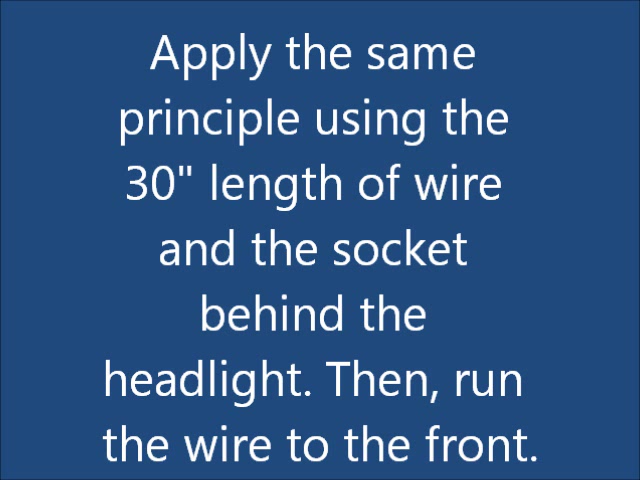 Apply the same
principle using the
30" length of wire
and the socket
behind the
headlight. Then, run
the wire to the front.